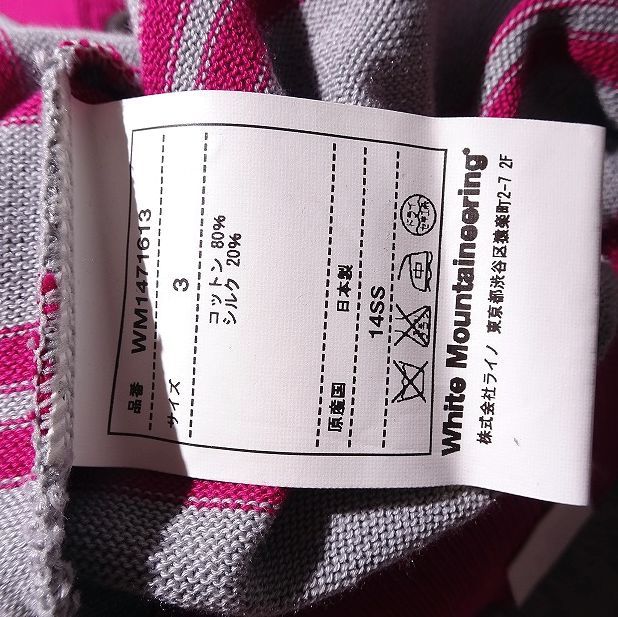 品番 WM1471613
サイズ 3
コットン 80%
シルク 20%
原産国 日本製
14SS
White Mountaineering®
株式会社ライノ 東京都渋谷区猿楽町2-7 2F